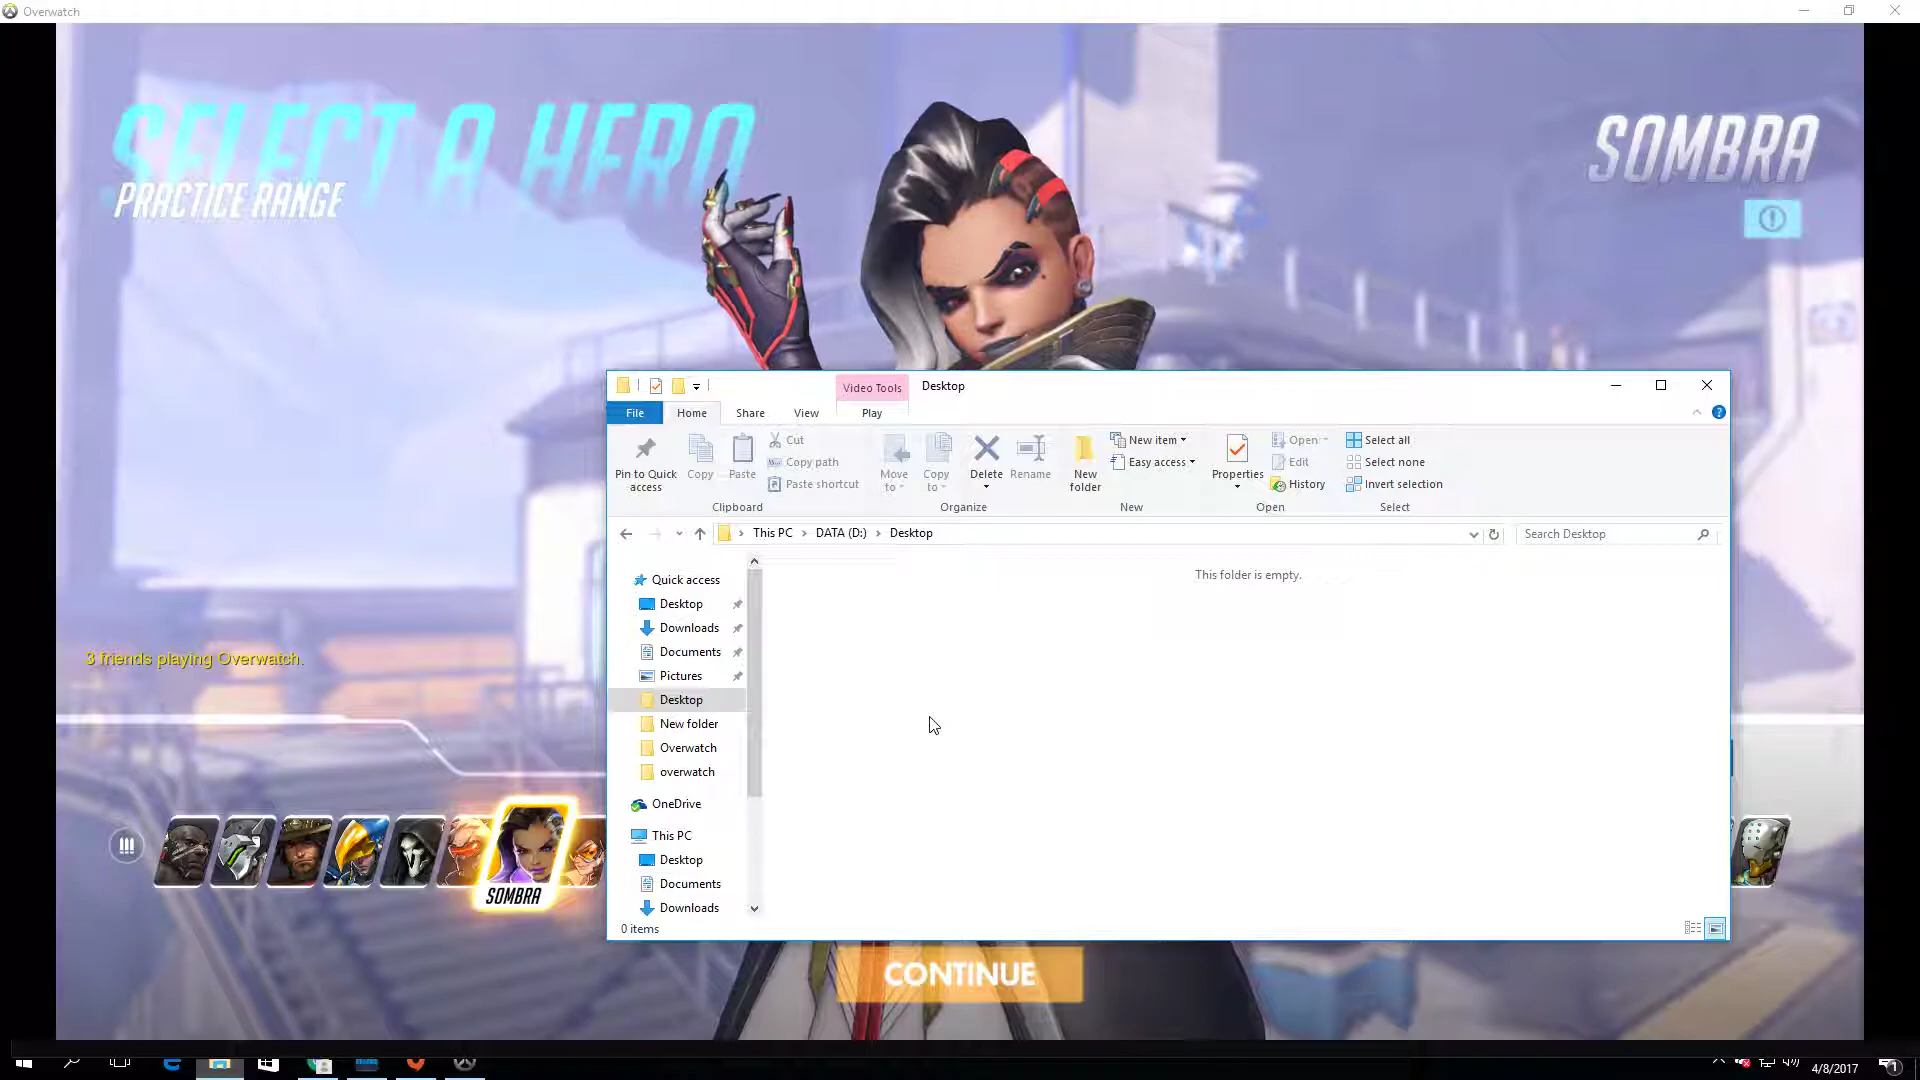 Overwatch
SELECT A HERO
PRACTICE RANGE
SOMBRA
Video Tools
Desktop
File
Home
Share
View
Play
Pin to Quick access
Copy
Paste
Cut
Copy path
Paste shortcut
Clipboard
Move to
Copy to
Delete
Rename
Organize
New folder
New item
Easy access
New
Properties
Open
Edit
History
Open
Select all
Select none
Invert selection
Select
This PC
DATA (D:)
Desktop
Search Desktop
This folder is empty.
Quick access
Desktop
Downloads
Documents
Pictures
Desktop
New folder
Overwatch
overwatch
OneDrive
This PC
Desktop
Documents
Downloads
0 items
3 friends playing Overwatch.
SOMBRA
CONTINUE
4/8/2017
1